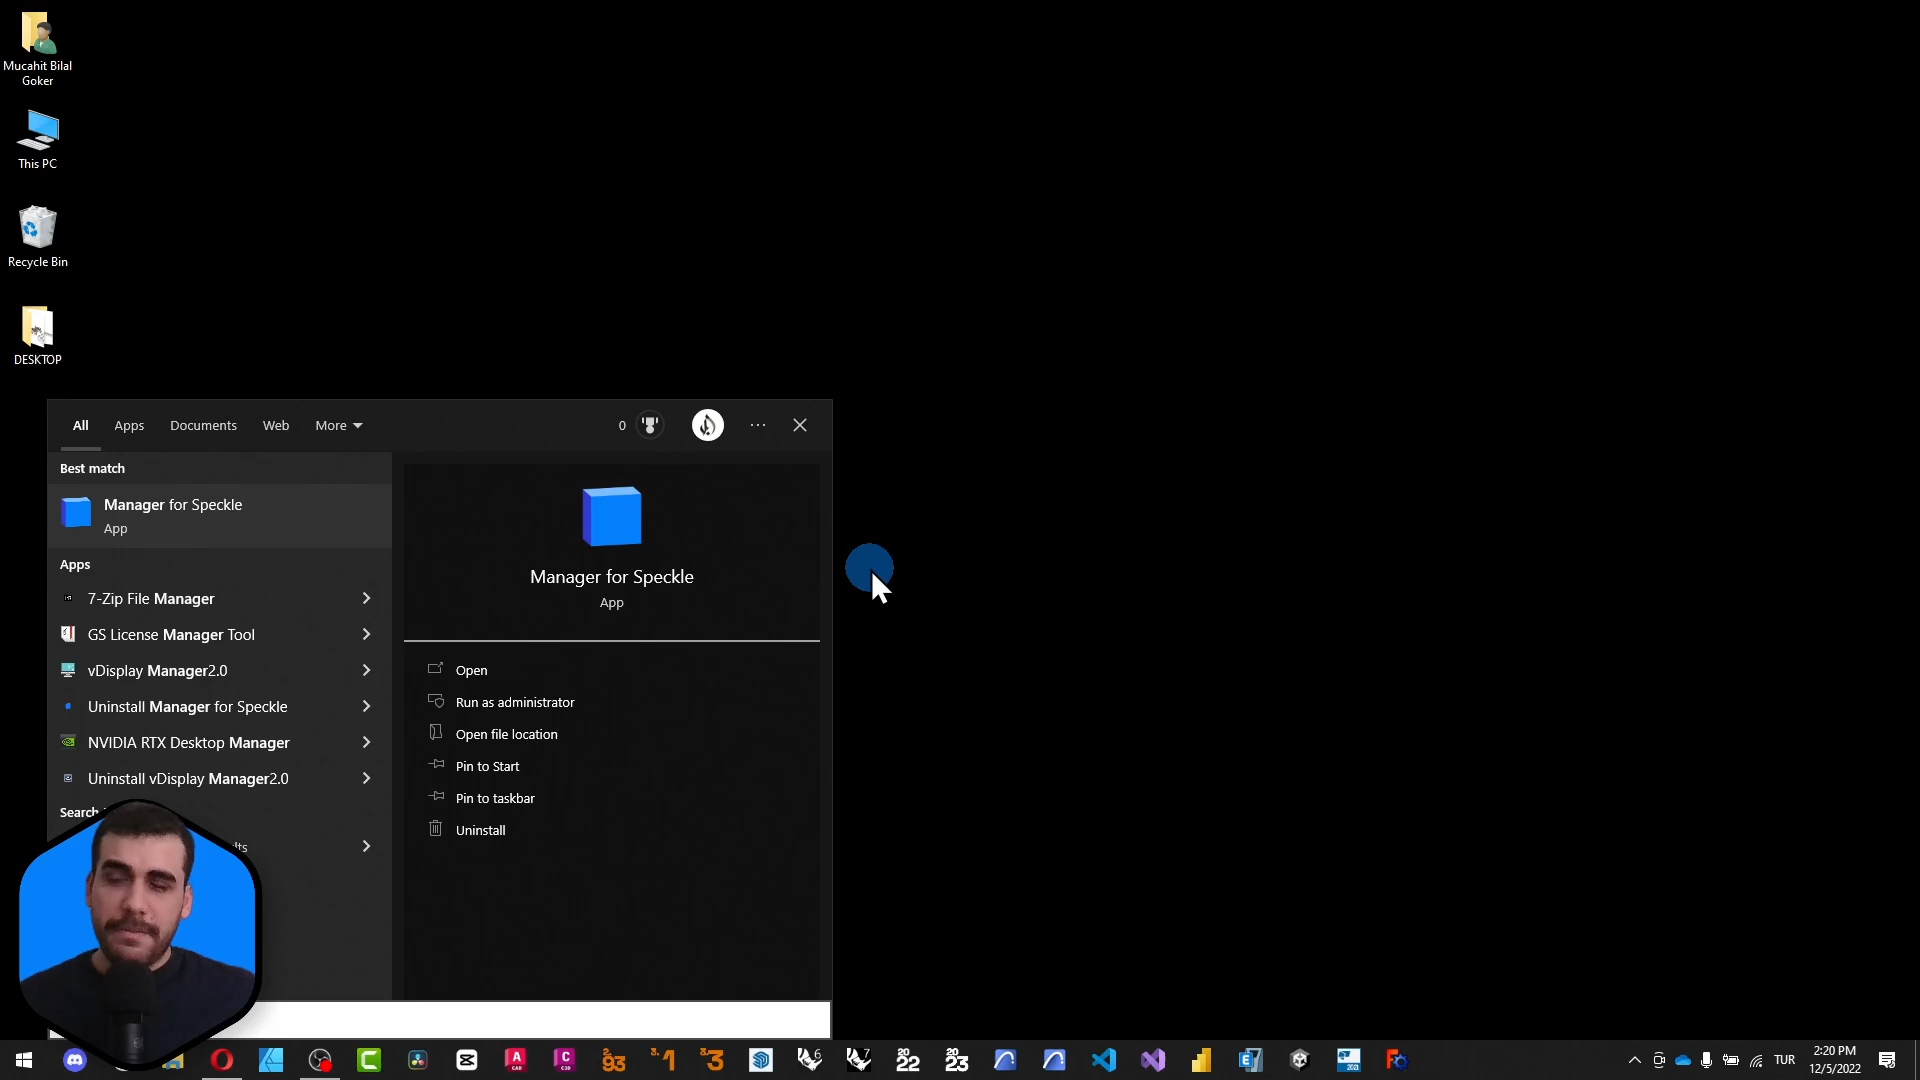 Mucahit Bilal
Goker
This PC
Recycle Bin
DESKTOP
All Apps Documents Web More
0
Best match
Manager for Speckle
App
Apps
7-Zip File Manager
GS License Manager Tool
vDisplay Manager2.0
Uninstall Manager for Speckle
NVIDIA RTX Desktop Manager
Uninstall vDisplay Manager2.0
Search
Manager for Speckle
App
Open
Run as administrator
Open file location
Pin to Start
Pin to taskbar
Uninstall
TUR
2:20 PM
12/5/2022